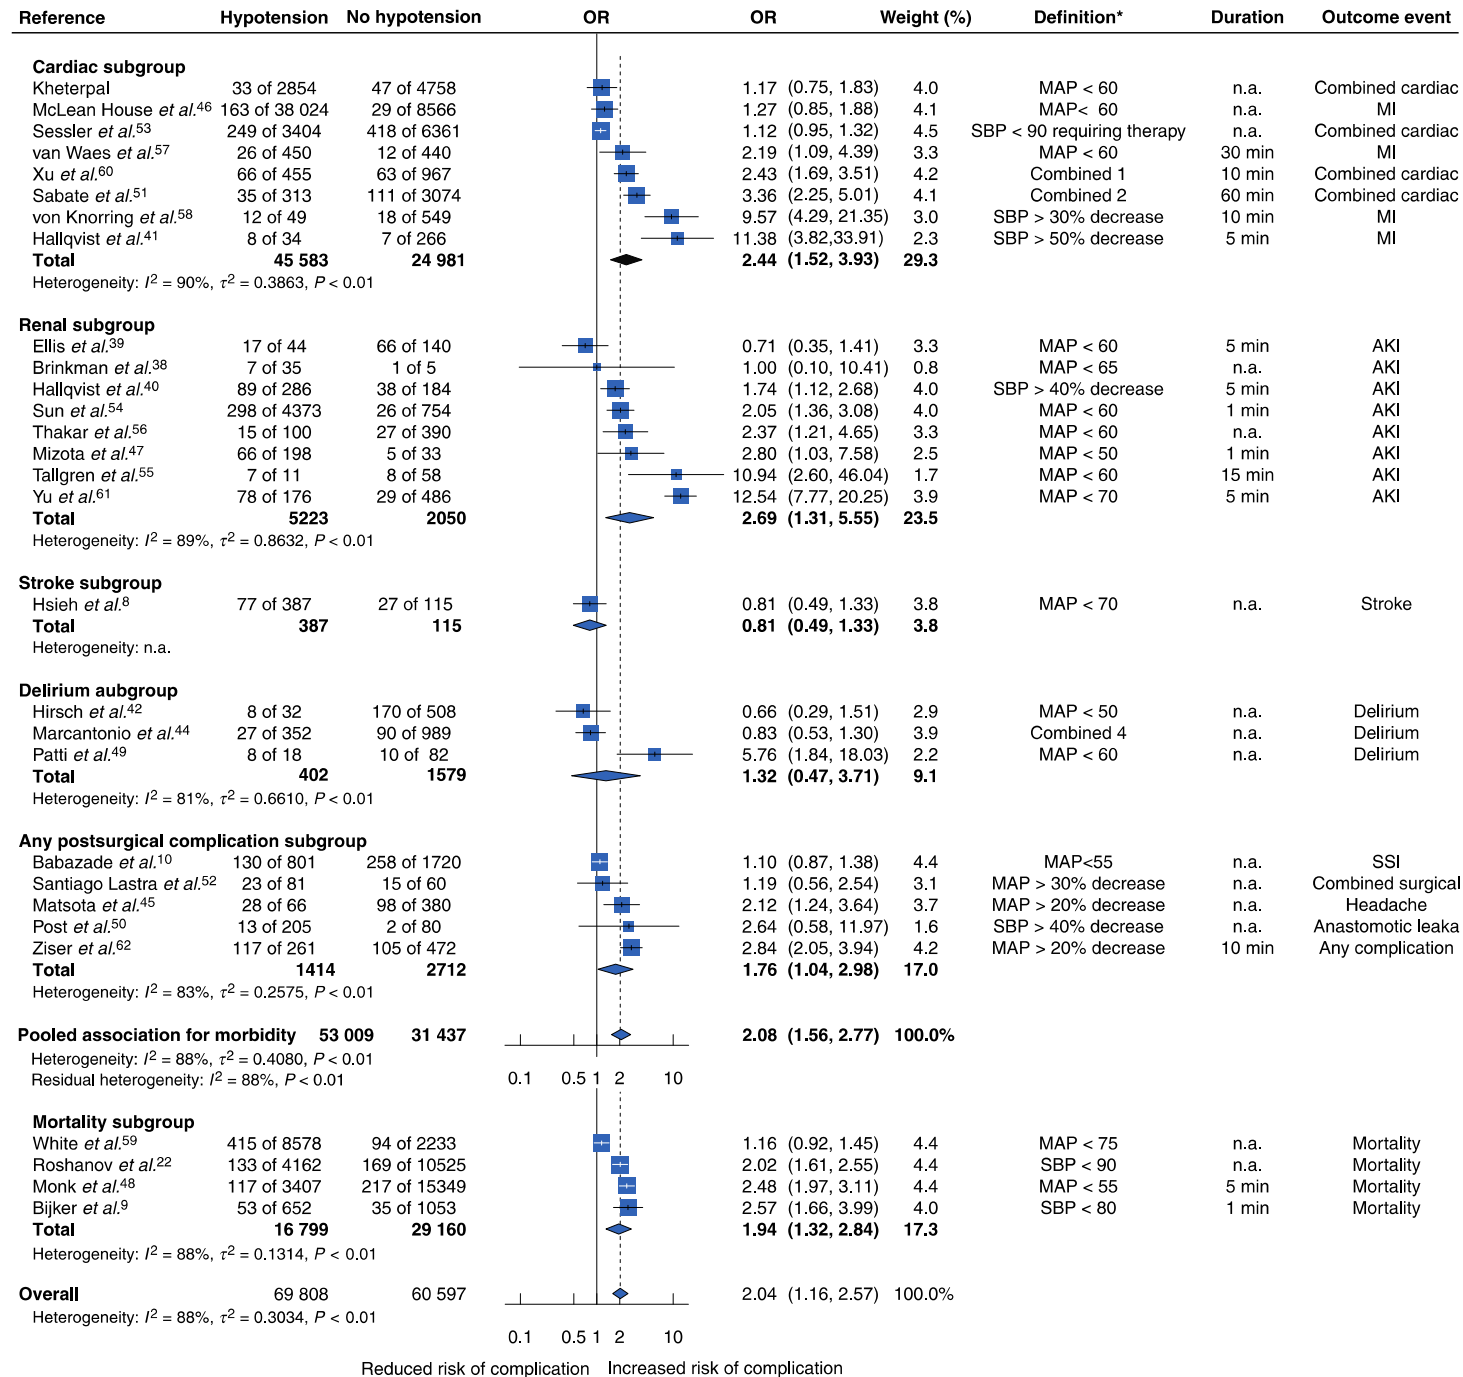 Reference Hypotension No hypotension OR OR Weight (%) Definition* Duration Outcome event
Cardiac subgroup
Kheterpal 33 of 2854 47 of 4758 1.17 (0.75, 1.83) 4.0 MAP < 60 n.a. Combined cardiac
McLean House et al.46 163 of 38 024 29 of 8566 1.27 (0.85, 1.88) 4.1 MAP< 60 n.a. MI
Sessler et al.53 249 of 3404 418 of 6361 1.12 (0.95, 1.32) 4.5 SBP < 90 requiring therapy n.a. Combined cardiac
van Waes et al.57 26 of 450 12 of 440 2.19 (1.09, 4.39) 3.3 MAP < 60 30 min MI
Xu et al.60 66 of 455 63 of 967 2.43 (1.69, 3.51) 4.2 Combined 1 10 min Combined cardiac
Sabate et al.51 35 of 313 111 of 3074 3.36 (2.25, 5.01) 4.1 Combined 2 60 min Combined cardiac
von Knorring et al.58 12 of 49 18 of 549 9.57 (4.29, 21.35) 3.0 SBP > 30% decrease 10 min MI
Hallqvist et al.41 8 of 34 7 of 266 11.38 (3.82,33.91) 2.3 SBP > 50% decrease 5 min MI
Total 45 583 24 981 2.44 (1.52, 3.93) 29.3
Heterogeneity: I2 = 90%, τ2 = 0.3863, P < 0.01
Renal subgroup
Ellis et al.39 17 of 44 66 of 140 0.71 (0.35, 1.41) 3.3 MAP < 60 5 min AKI
Brinkman et al.38 7 of 35 1 of 5 1.00 (0.10, 10.41) 0.8 MAP < 65 n.a. AKI
Hallqvist et al.40 89 of 286 38 of 184 1.74 (1.12, 2.68) 4.0 SBP > 40% decrease 5 min AKI
Sun et al.54 298 of 4373 26 of 754 2.05 (1.36, 3.08) 4.0 MAP < 60 1 min AKI
Thakar et al.56 15 of 100 27 of 390 2.37 (1.21, 4.65) 3.3 MAP < 60 n.a. AKI
Mizota et al.47 66 of 198 5 of 33 2.80 (1.03, 7.58) 2.5 MAP < 50 1 min AKI
Tallgren et al.55 7 of 11 8 of 58 10.94 (2.60, 46.04) 1.7 MAP < 60 15 min AKI
Yu et al.61 78 of 176 29 of 486 12.54 (7.77, 20.25) 3.9 MAP < 70 5 min AKI
Total 5223 2050 2.69 (1.31, 5.55) 23.5
Heterogeneity: I2 = 89%, τ2 = 0.8632, P < 0.01
Stroke subgroup
Hsieh et al.8 77 of 387 27 of 115 0.81 (0.49, 1.33) 3.8 MAP < 70 n.a. Stroke
Total 387 115 0.81 (0.49, 1.33) 3.8
Heterogeneity: n.a.
Delirium aubgroup
Hirsch et al.42 8 of 32 170 of 508 0.66 (0.29, 1.51) 2.9 MAP < 50 n.a. Delirium
Marcantonio et al.44 27 of 352 90 of 989 0.83 (0.53, 1.30) 3.9 Combined 4 n.a. Delirium
Patti et al.49 8 of 18 10 of 82 5.76 (1.84, 18.03) 2.2 MAP < 60 n.a. Delirium
Total 402 1579 1.32 (0.47, 3.71) 9.1
Heterogeneity: I2 = 81%, τ2 = 0.6610, P < 0.01
Any postsurgical complication subgroup
Babazade et al.10 130 of 801 258 of 1720 1.10 (0.87, 1.38) 4.4 MAP<55 n.a. SSI
Santiago Lastra et al.52 23 of 81 15 of 60 1.19 (0.56, 2.54) 3.1 MAP > 30% decrease n.a. Combined surgical
Matsota et al.45 28 of 66 98 of 380 2.12 (1.24, 3.64) 3.7 MAP > 20% decrease n.a. Headache
Post et al.50 13 of 205 2 of 80 2.64 (0.58, 11.97) 1.6 SBP > 40% decrease n.a. Anastomotic leaka
Ziser et al.62 117 of 261 105 of 472 2.84 (2.05, 3.94) 4.2 MAP > 20% decrease 10 min Any complication
Total 1414 2712 1.76 (1.04, 2.98) 17.0
Heterogeneity: I2 = 83%, τ2 = 0.2575, P < 0.01
Pooled association for morbidity 53 009 31 437 2.08 (1.56, 2.77) 100.0%
Heterogeneity: I2 = 88%, τ2 = 0.4080, P < 0.01
Residual heterogeneity: I2 = 88%, P < 0.01
0.1 0.5 1 2 10
Mortality subgroup
White et al.59 415 of 8578 94 of 2233 1.16 (0.92, 1.45) 4.4 MAP < 75 n.a. Mortality
Roshanov et al.22 133 of 4162 169 of 10525 2.02 (1.61, 2.55) 4.4 SBP < 90 n.a. Mortality
Monk et al.48 117 of 3407 217 of 15349 2.48 (1.97, 3.11) 4.4 MAP < 55 5 min Mortality
Bijker et al.9 53 of 652 35 of 1053 2.57 (1.66, 3.99) 4.0 SBP < 80 1 min Mortality
Total 16 799 29 160 1.94 (1.32, 2.84) 17.3
Heterogeneity: I2 = 88%, τ2 = 0.1314, P < 0.01
Overall 69 808 60 597 2.04 (1.16, 2.57) 100.0%
Heterogeneity: I2 = 88%, τ2 = 0.3034, P < 0.01
0.1 0.5 1 2 10
Reduced risk of complication Increased risk of complication